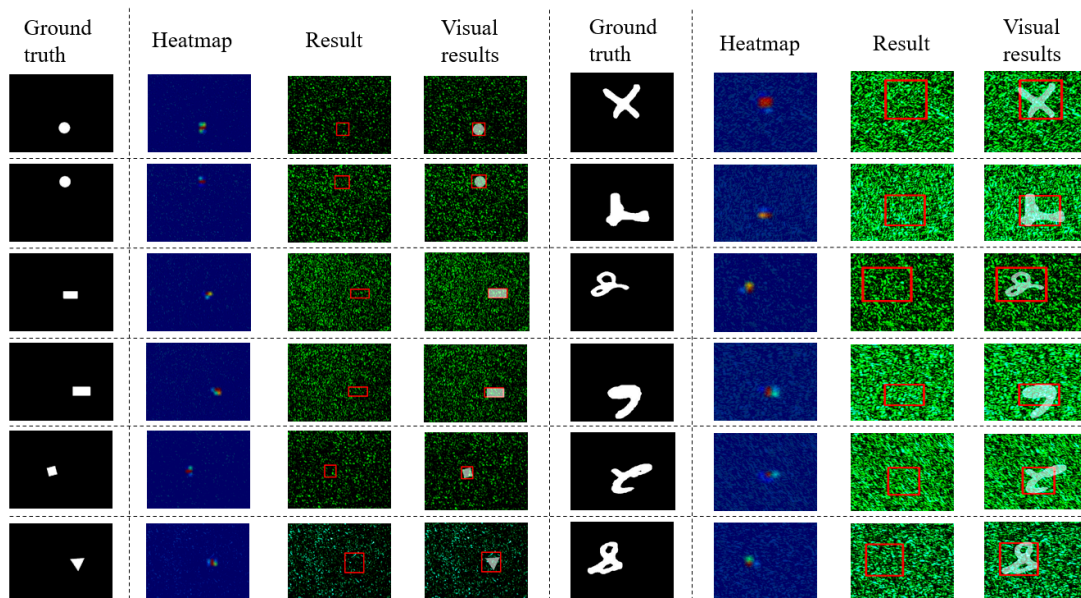 Ground
truth
Heatmap
Result
Visual
results
Ground
truth
Heatmap
Result
Visual
results